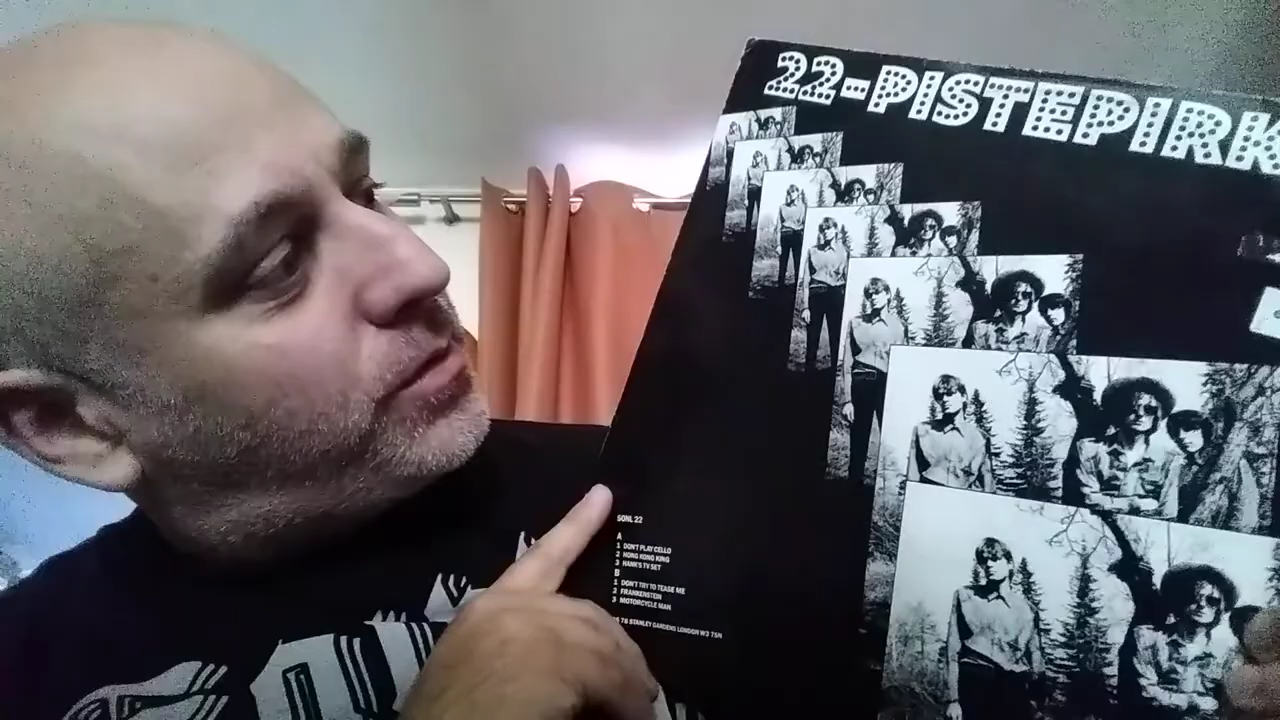 22-PISTEPIRK
SONL 22
A
1 DON'T PLAY CELLO
2 HONG KONG KING
3 HANK'S TV SET
B
1 DON'T TRY TO TEASE ME
2 FRANKENSTEIN
3 MOTORCYCLE MAN
78 STANLEY GARDENS LONDON W3 7SN